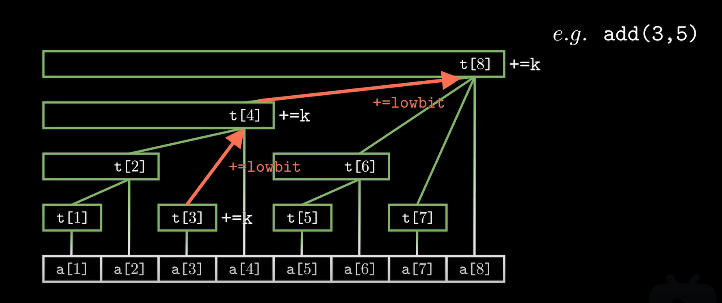 e.g. add(3,5)
t[8] +=k
+=lowbit
t[4] +=k
t[2] +=lowbit t[6]
t[1] t[3] +=k t[5] t[7]
a[1] a[2] a[3] a[4] a[5] a[6] a[7] a[8]